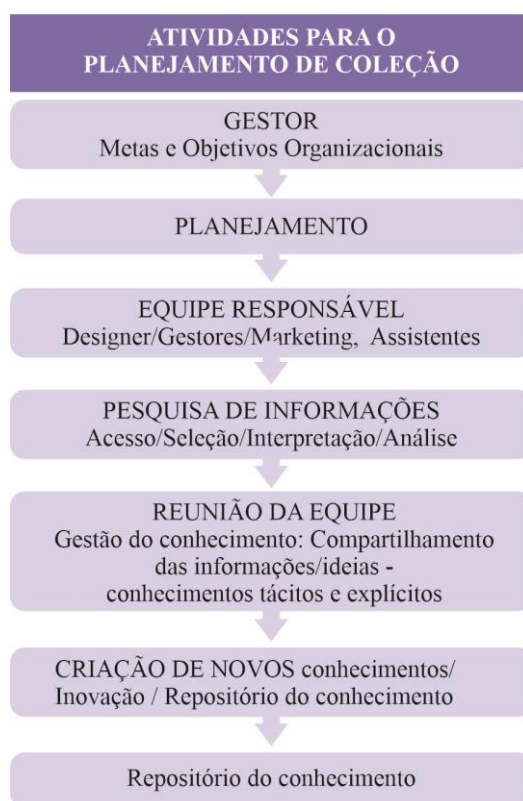 ATIVIDADES PARA O
PLANEJAMENTO DE COLEÇÃO
GESTOR
Metas e Objetivos Organizacionais
PLANEJAMENTO
EQUIPE RESPONSÁVEL
Designer/Gestores/Marketing, Assistentes
PESQUISA DE INFORMAÇÕES
Acesso/Seleção/Interpretação/Análise
REUNIÃO DA EQUIPE
Gestão do conhecimento: Compartilhamento
das informações/ideias -
conhecimentos tácitos e explícitos
CRIAÇÃO DE NOVOS conhecimentos/
Inovação / Repositório do conhecimento
Repositório do conhecimento